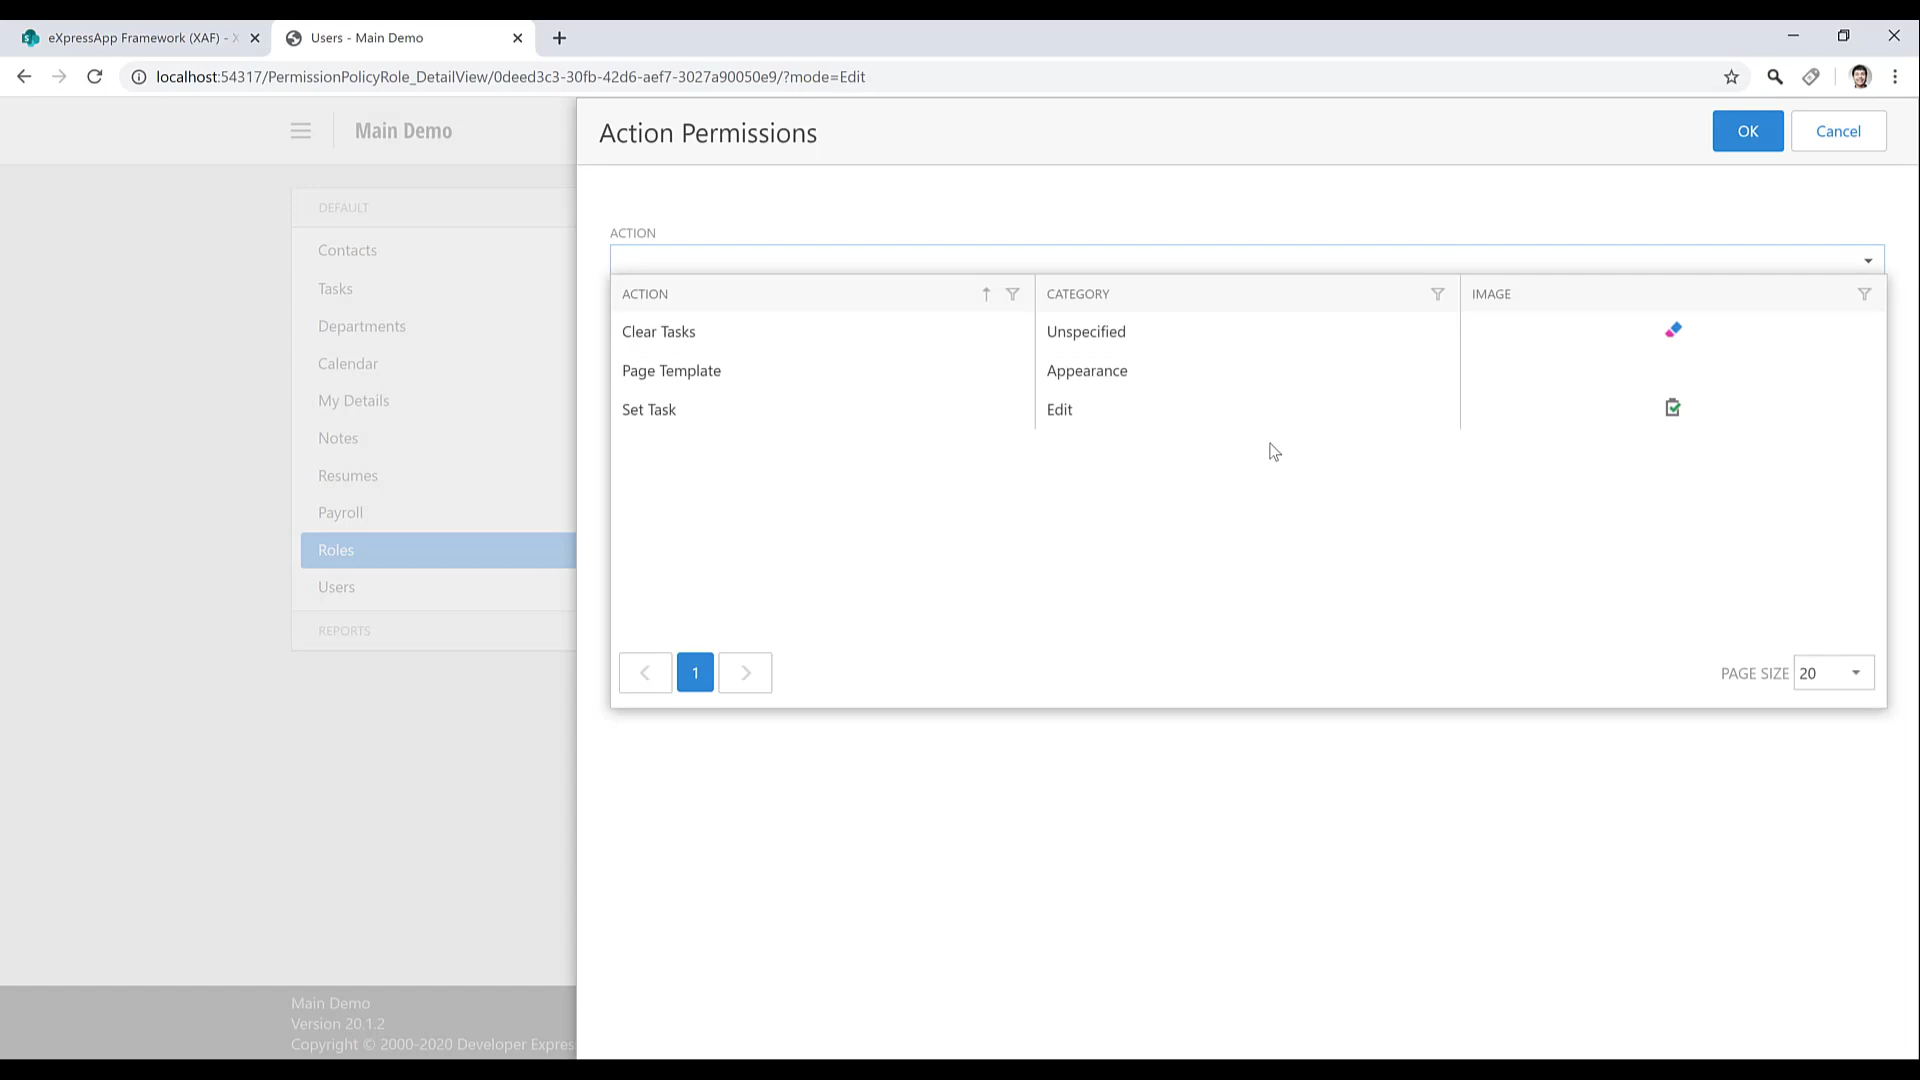 eXpressApp Framework (XAF) - X
Users - Main Demo
localhost:54317/PermissionPolicyRole_DetailView/0deed3c3-30fb-42d6-aef7-3027a90050e9/?mode=Edit
Main Demo
Action Permissions
OK
Cancel
DEFAULT
Contacts
Tasks
Departments
Calendar
My Details
Notes
Resumes
Payroll
Roles
Users
REPORTS
ACTION
ACTION CATEGORY IMAGE
Clear Tasks Unspecified
Page Template Appearance
Set Task Edit
1
PAGE SIZE 20
Main Demo
Version 20.1.2
Copyright © 2000-2020 Developer Expres